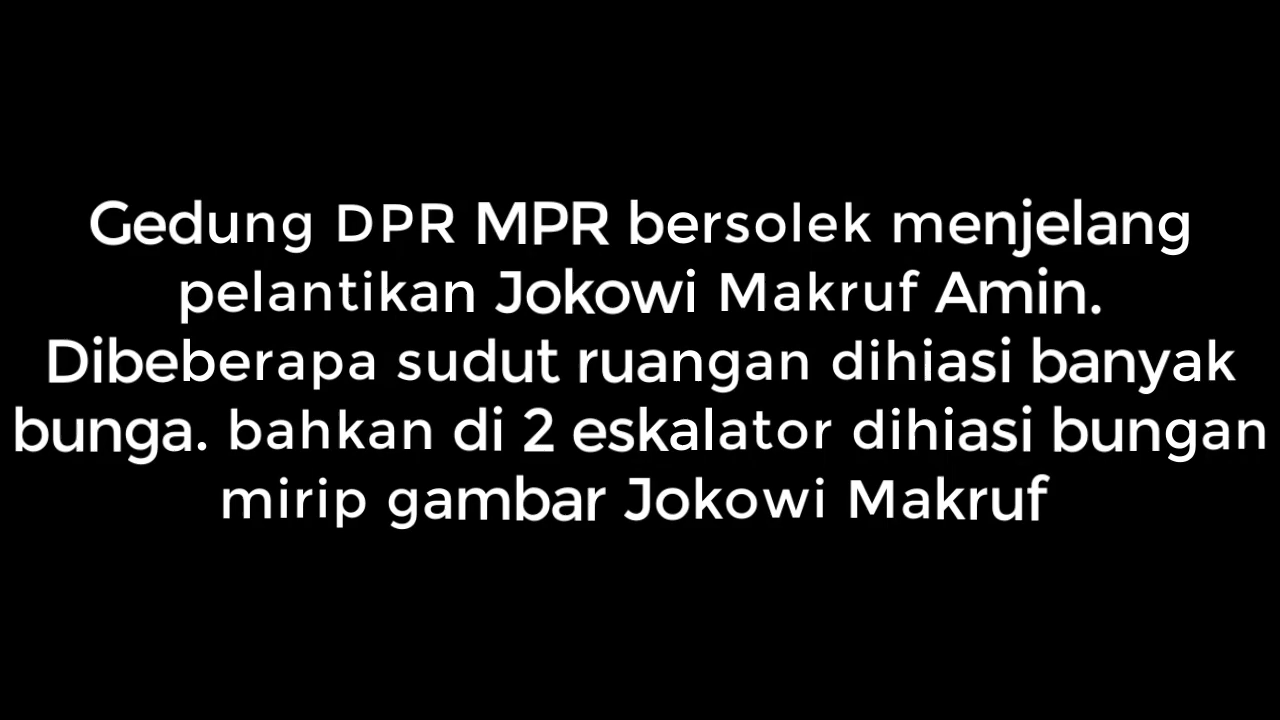 Gedung DPR MPR bersolek menjelang
pelantikan Jokowi Makruf Amin.
Dibeberapa sudut ruangan dihiasi banyak
bunga. bahkan di 2 eskalator dihiasi bungan
mirip gambar Jokowi Makruf